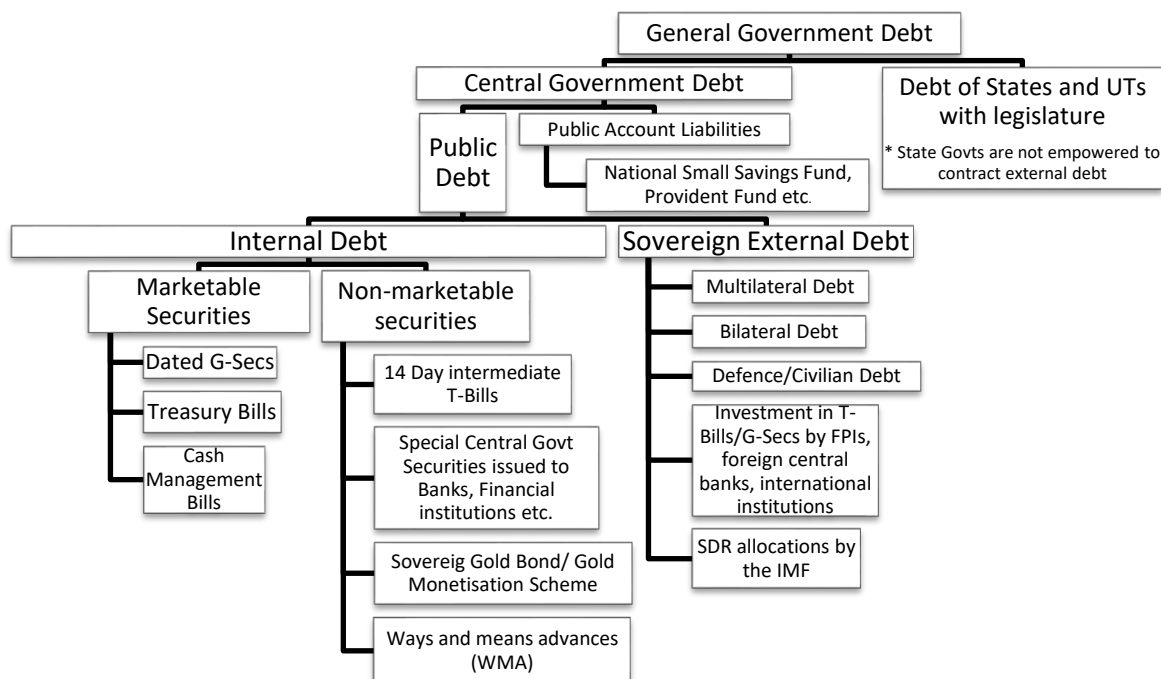 General Government Debt
Central Government Debt
Debt of States and UTs
with legislature
* State Govts are not empowered to
contract external debt
Public
Debt
Public Account Liabilities
National Small Savings Fund,
Provident Fund etc.
Internal Debt
Sovereign External Debt
Marketable
Securities
Dated G-Secs
Treasury Bills
Cash
Management
Bills
Non-marketable
securities
14 Day intermediate
T-Bills
Special Central Govt
Securities issued to
Banks, Financial
institutions etc.
Sovereig Gold Bond/ Gold
Monetisation Scheme
Ways and means advances
(WMA)
Multilateral Debt
Bilateral Debt
Defence/Civilian Debt
Investment in T-
Bills/G-Secs by FPIs,
foreign central
banks, international
institutions
SDR allocations by
the IMF